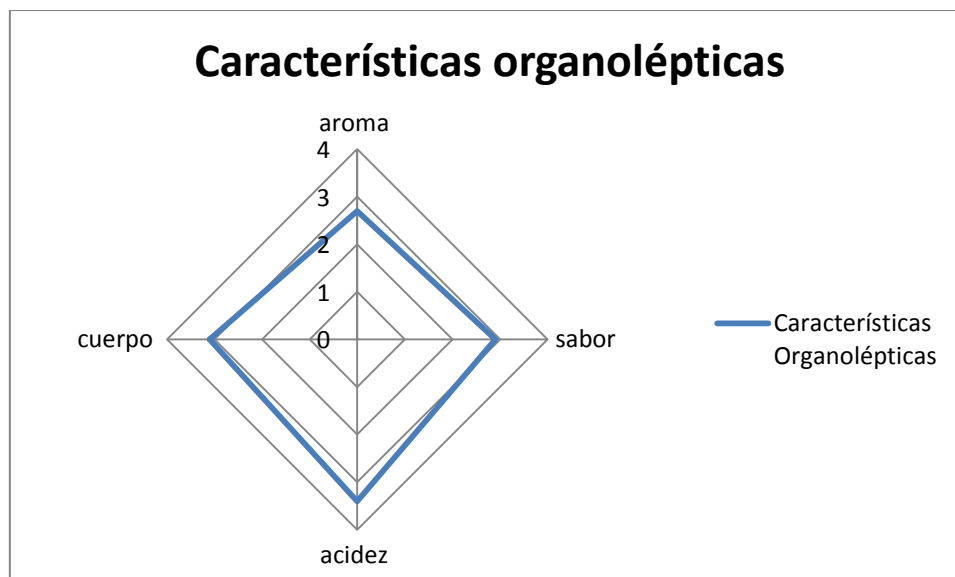 Características organolépticas
aroma
4
3
2
1
0
cuerpo
sabor
acidez
Características
Organolépticas